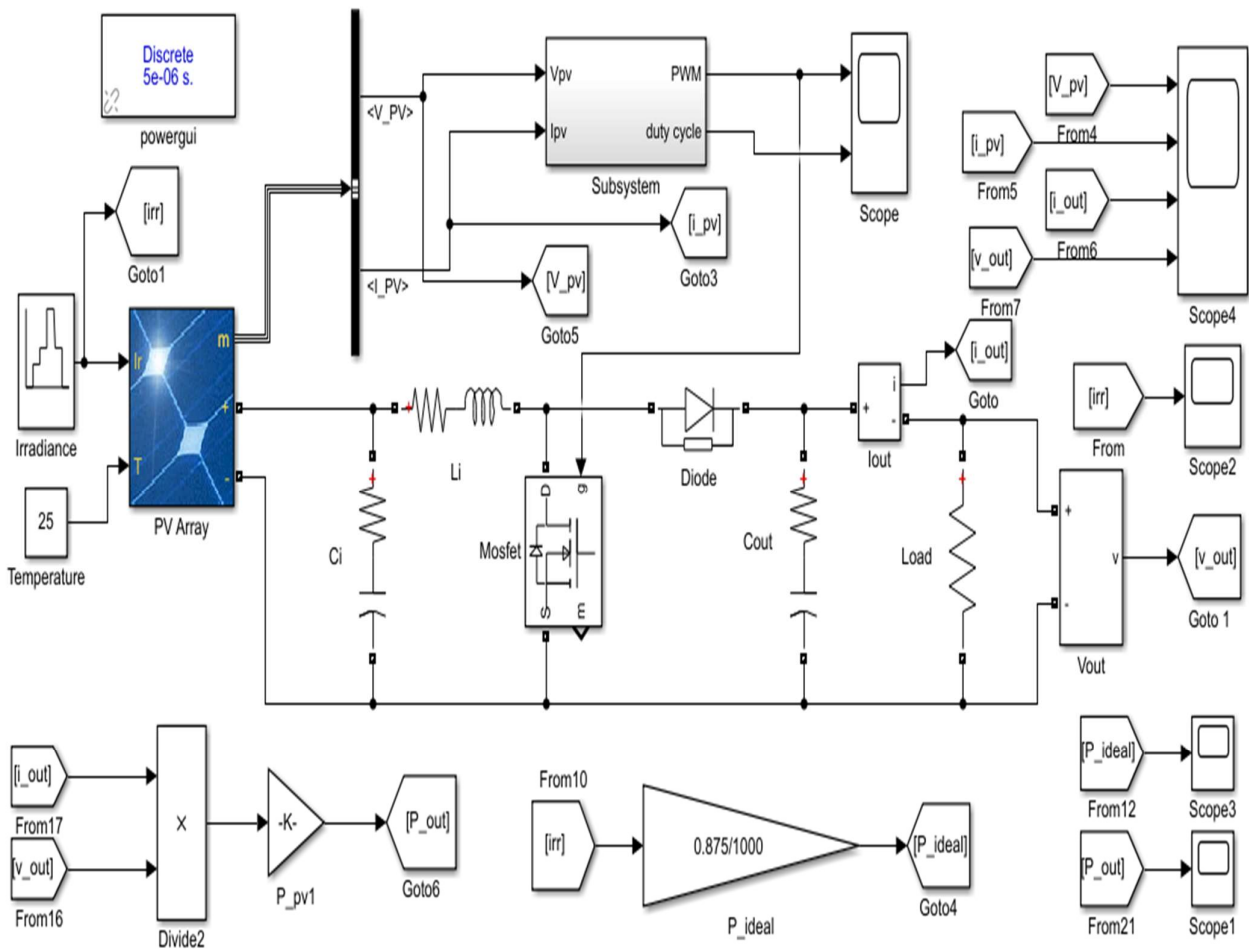 Discrete
5e-06 s.
powergui
[irr]
Goto1
Irradiance
25
Temperature
Ir
T
m
+
-
PV Array
<V_PV>
<I_PV>
Vpv
Ipv
PWM
duty cycle
Subsystem
Scope
[i_pv]
Goto3
[V_pv]
Goto5
[V_pv]
From4
[i_pv]
From5
[i_out]
From6
[v_out]
From7
Scope4
[i_out]
Goto
[irr]
From
Scope2
+
Li
Ci
+
Mosfet
D
g
S
m
Diode
Cout
+
+
i
-
Iout
Load
+
+
-
v
Vout
[v_out]
Goto 1
[i_out]
From17
[v_out]
From16
X
Divide2
-K-
P_pv1
[P_out]
Goto6
From10
[irr]
0.875/1000
P_ideal
[P_ideal]
Goto4
[P_ideal]
From12
Scope3
[P_out]
From21
Scope1